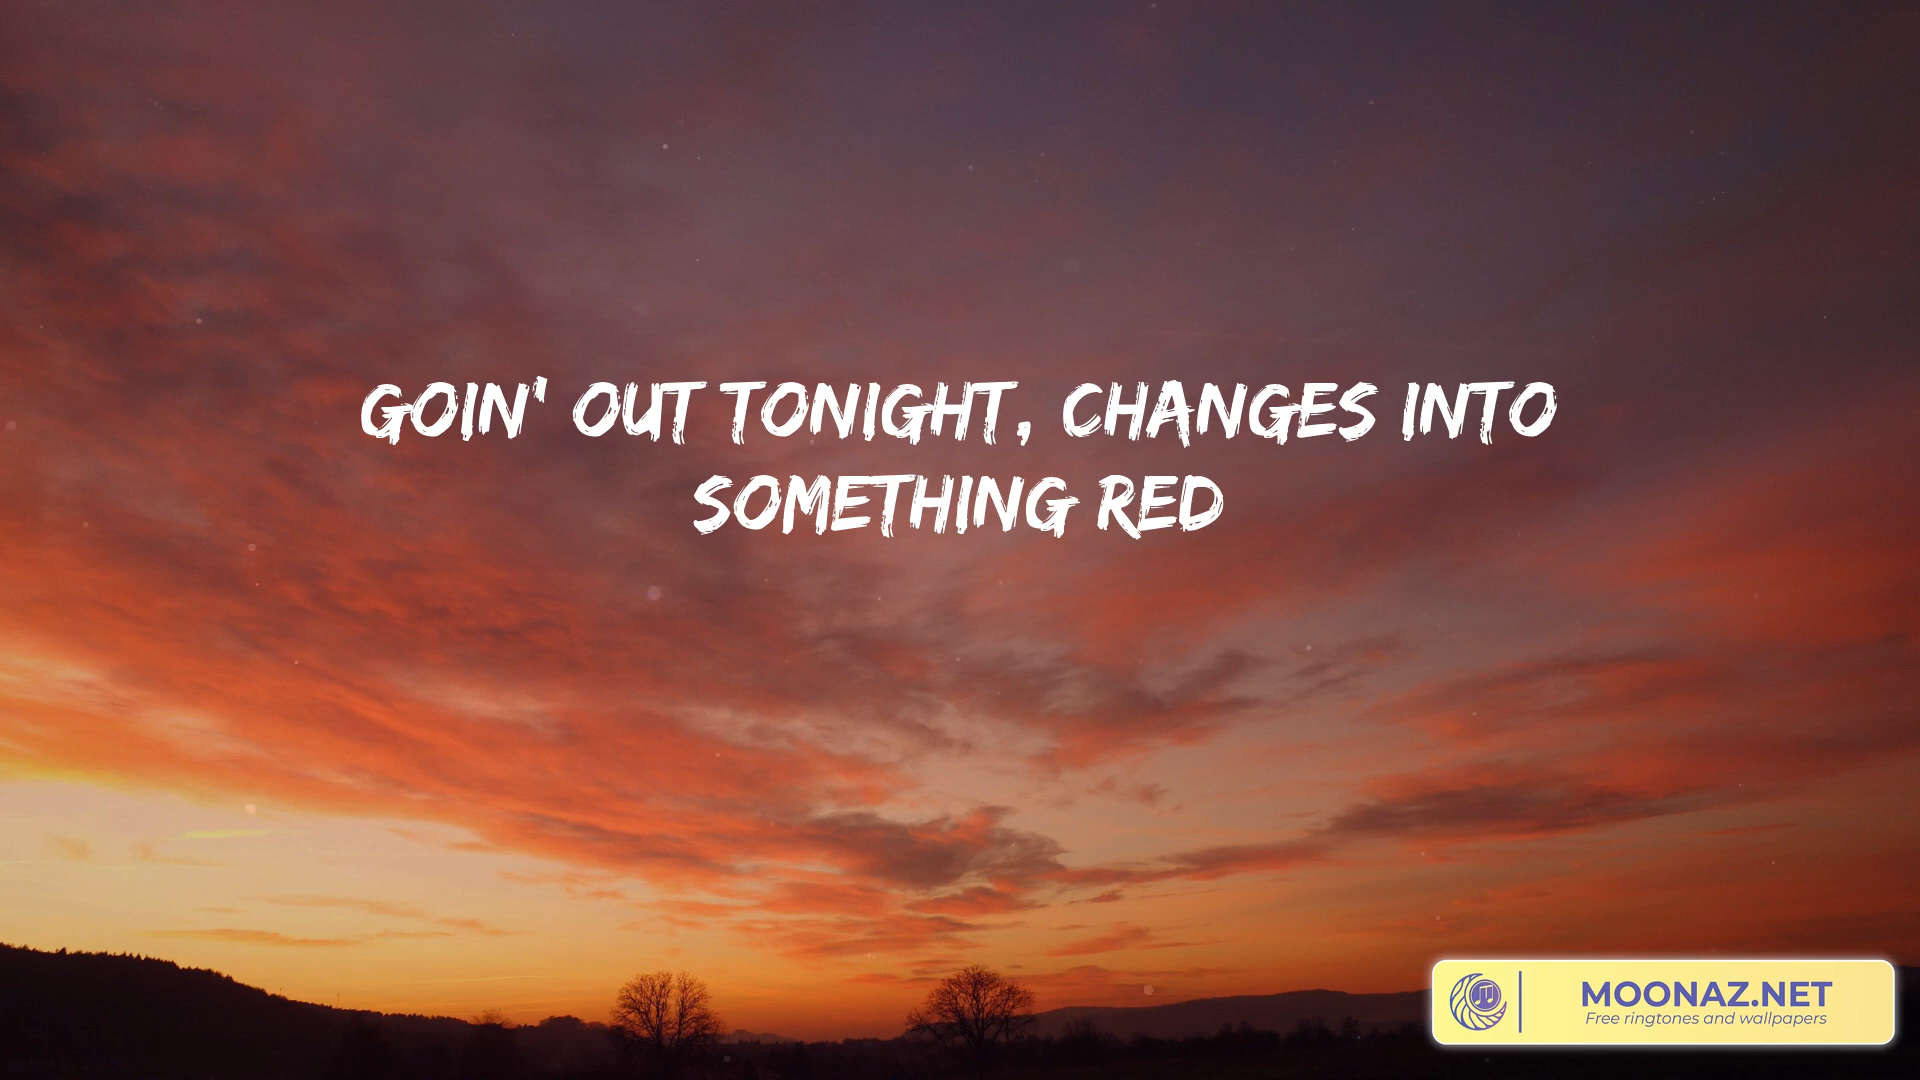 GOIN' OUT TONIGHT, CHANGES INTO
SOMETHING RED
MOONAZ.NET
Free ringtones and wallpapers